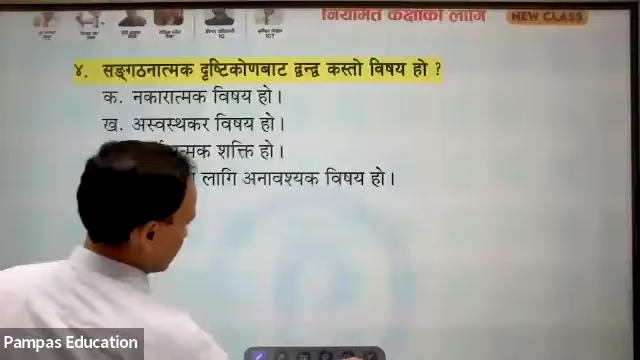 नियमित कक्षाको लागि NEW CLASS
४. सङ्गठनात्मक दृष्टिकोणबाट द्वन्द्व कस्तो विषय हो ?
क. नकारात्मक विषय हो ।
ख. अस्वस्थकर विषय हो ।
शक्ति हो ।
लागि अनावश्यक विषय हो ।
Pampas Education